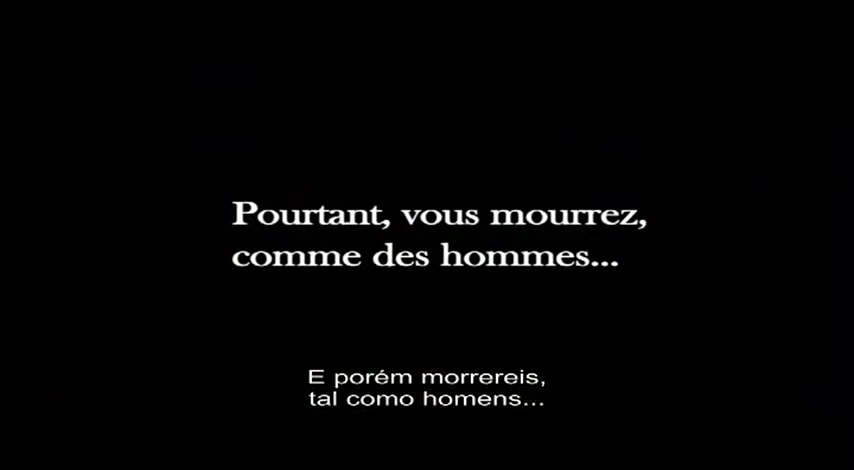 Pourtant, vous mourrez,
comme des hommes...
E porém morrereis,
tal como homens...